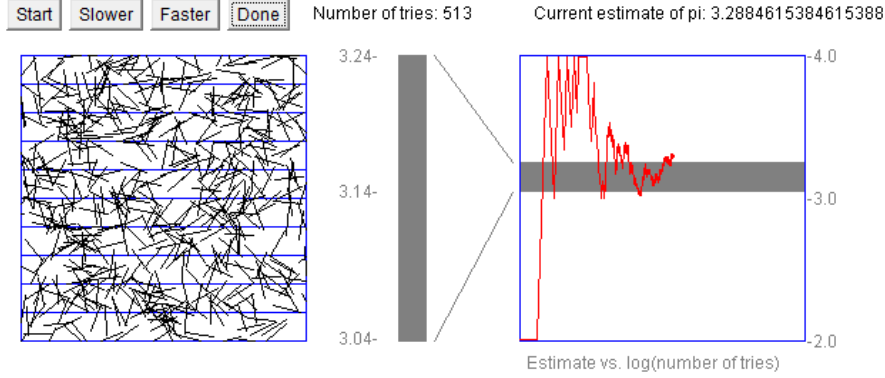 Start Slower Faster Done Number of tries: 513 Current estimate of pi: 3.2884615384615388
3.24- -4.0
3.14- -3.0
3.04- -2.0
Estimate vs. log(number of tries)